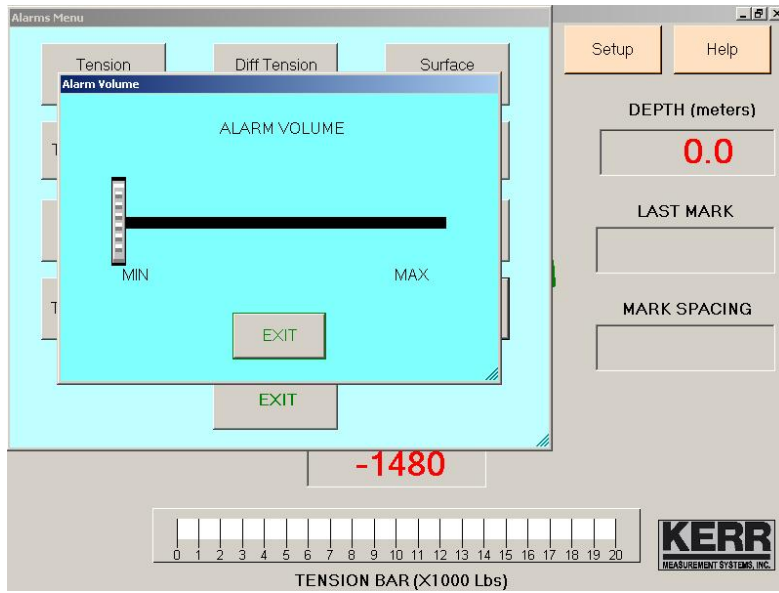 Alarms Menu
Setup
Help
Tension
Diff Tension
Surface
Alarm Volume
ALARM VOLUME
MIN
MAX
EXIT
T
T
EXIT
DEPTH (meters)
0.0
LAST MARK
MARK SPACING
-1480
0 1 2 3 4 5 6 7 8 9 10 11 12 13 14 15 16 17 18 19 20
TENSION BAR (X1000 Lbs)
KERR
MEASUREMENT SYSTEMS, INC.